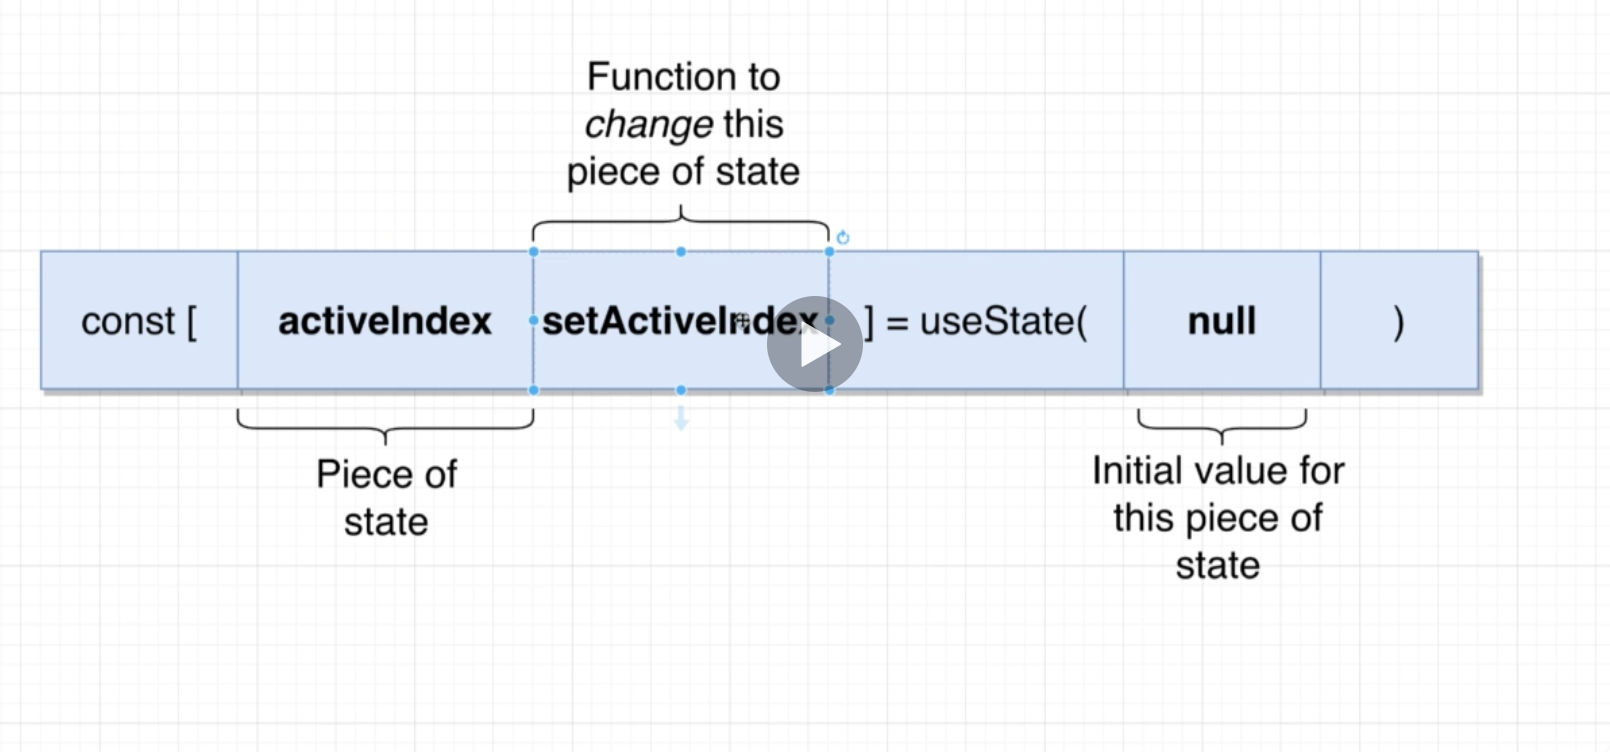 Function to
change this
piece of state
const [ activeIndex setActiveIndex ] = useState( null )
Piece of
state
Initial value for
this piece of
state